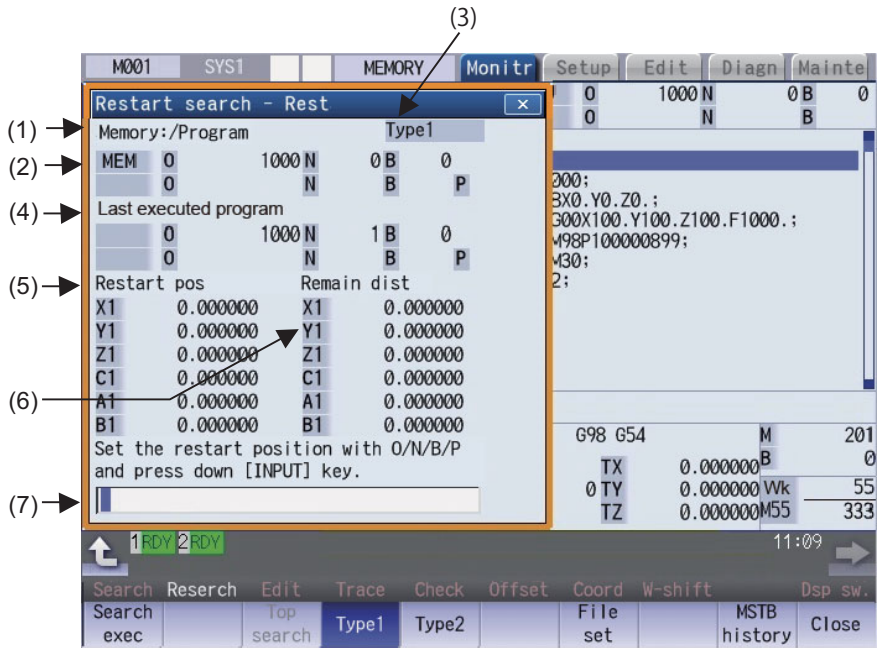 (3)
M001 SYS1 MEMORY Monitr Setup Edit Diagn Mainte
Restart search - Rest ×
O 1000 N 0 B 0
O N B
(1) Memory:/Program Type1
(2) MEM O 1000 N 0 B 0
O N B P
(4) Last executed program
O 1000 N 1 B 0
O N B P
000;
BX0.Y0.Z0.;
G00X100.Y100.Z100.F1000.;
M98P100000899;
M30;
2;
(5) Restart pos Remain dist
X1 0.000000 X1 0.000000
Y1 0.000000 Y1 0.000000
Z1 0.000000 Z1 0.000000
C1 0.000000 C1 0.000000
(6)
A1 0.000000 A1 0.000000
B1 0.000000 B1 0.000000
Set the restart position with O/N/B/P
and press down [INPUT] key.
(7)
G98 G54 M 201
B 0
TX 0.000000
0 TY 0.000000 Wk 55
TZ 0.000000 M55 333
1 RDY 2 RDY 11:09
Search Reserch Edit Trace Check Offset Coord W-shift Dsp sw.
Search exec
Top search
Type1
Type2
File set
MSTB history
Close